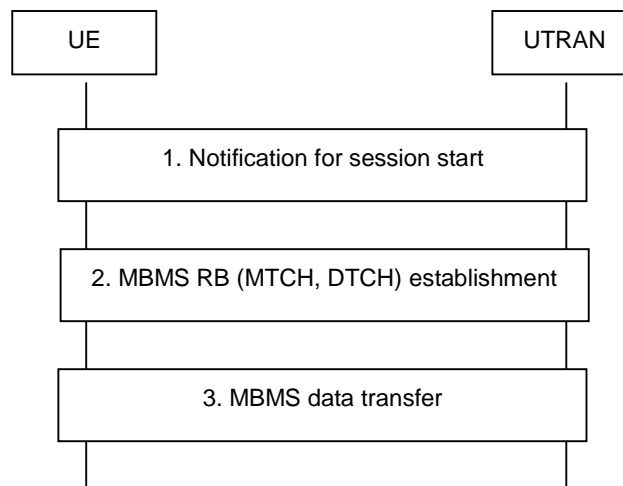 UE
UTRAN
1. Notification for session start
2. MBMS RB (MTCH, DTCH) establishment
3. MBMS data transfer